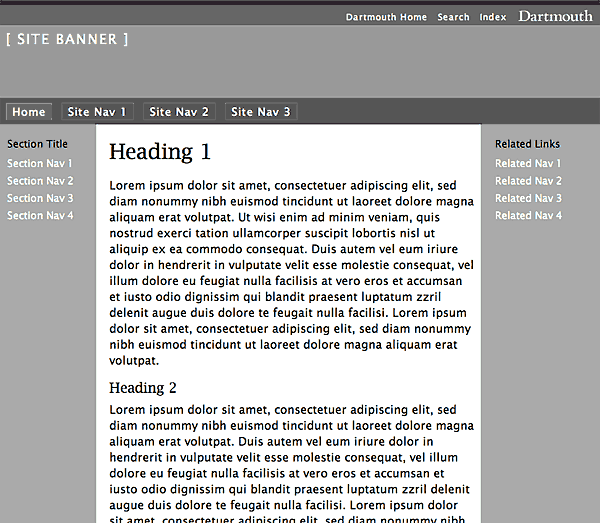 Dartmouth Home Search Index Dartmouth
[ SITE BANNER ]
Home Site Nav 1 Site Nav 2 Site Nav 3
Section Title
Section Nav 1
Section Nav 2
Section Nav 3
Section Nav 4
Heading 1
Lorem ipsum dolor sit amet, consectetuer adipiscing elit, sed
diam nonummy nibh euismod tincidunt ut laoreet dolore magna
aliquam erat volutpat. Ut wisi enim ad minim veniam, quis
nostrud exerci tation ullamcorper suscipit lobortis nisl ut
aliquip ex ea commodo consequat. Duis autem vel eum iriure
dolor in hendrerit in vulputate velit esse molestie consequat, vel
illum dolore eu feugiat nulla facilisis at vero eros et accumsan
et iusto odio dignissim qui blandit praesent luptatum zzril
delenit augue duis dolore te feugait nulla facilisi. Lorem ipsum
dolor sit amet, consectetuer adipiscing elit, sed diam nonummy
nibh euismod tincidunt ut laoreet dolore magna aliquam erat
volutpat.
Heading 2
Lorem ipsum dolor sit amet, consectetuer adipiscing elit, sed
diam nonummy nibh euismod tincidunt ut laoreet dolore magna
aliquam erat volutpat. Duis autem vel eum iriure dolor in
hendrerit in vulputate velit esse molestie consequat, vel illum
dolore eu feugiat nulla facilisis at vero eros et accumsan et
iusto odio dignissim qui blandit praesent luptatum zzril delenit
augue duis dolore te feugait nulla facilisi. Lorem ipsum dolor
sit amet, consectetuer adipiscing elit, sed diam nonummy nibh
Related Links
Related Nav 1
Related Nav 2
Related Nav 3
Related Nav 4